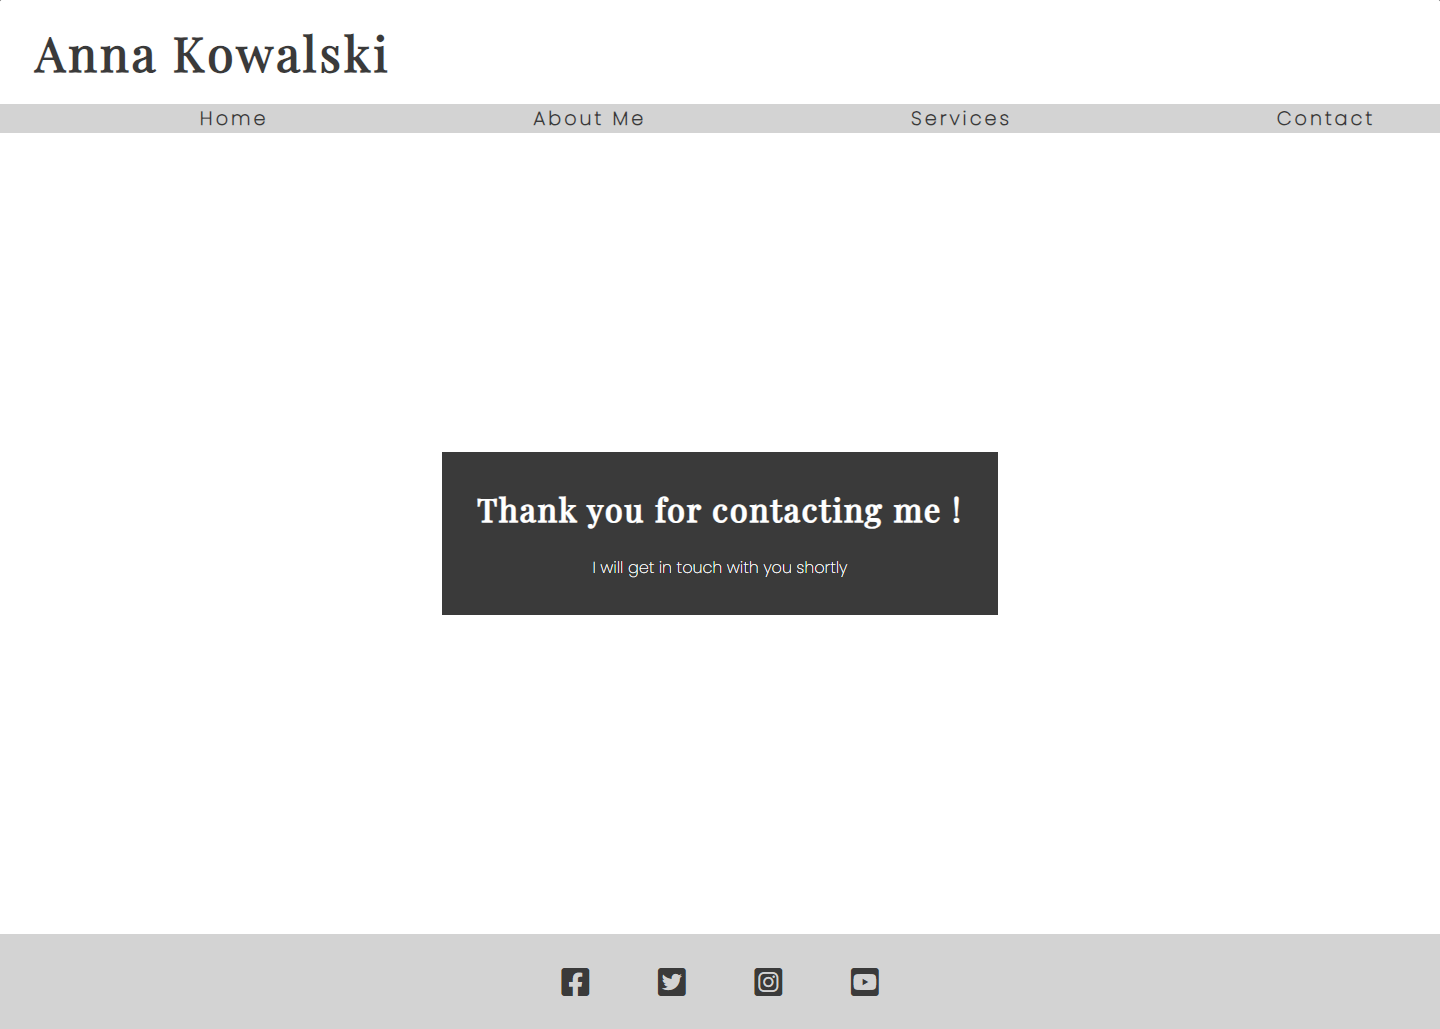 Anna Kowalski
Home About Me Services Contact
Thank you for contacting me !
I will get in touch with you shortly